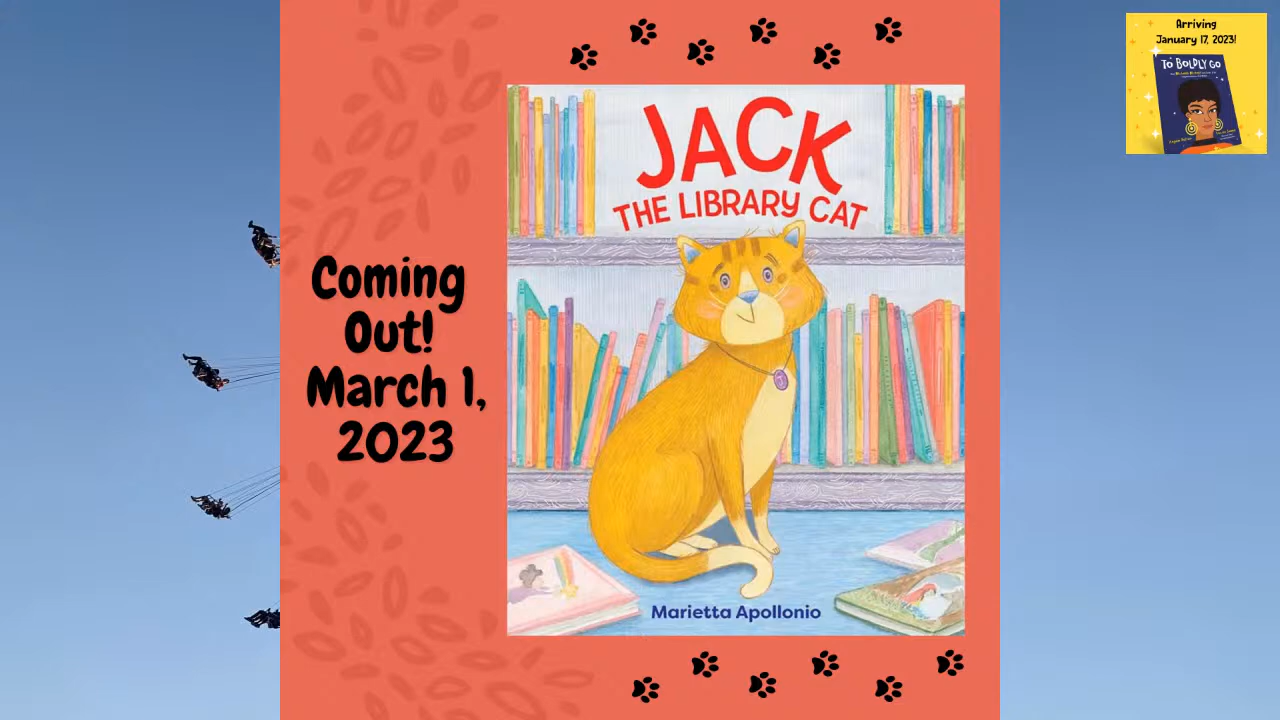 Coming
Out!
March 1,
2023
JACK
THE LIBRARY CAT
Marietta Apollonio
Arriving
January 17, 2023!
TO BOLDLY GO